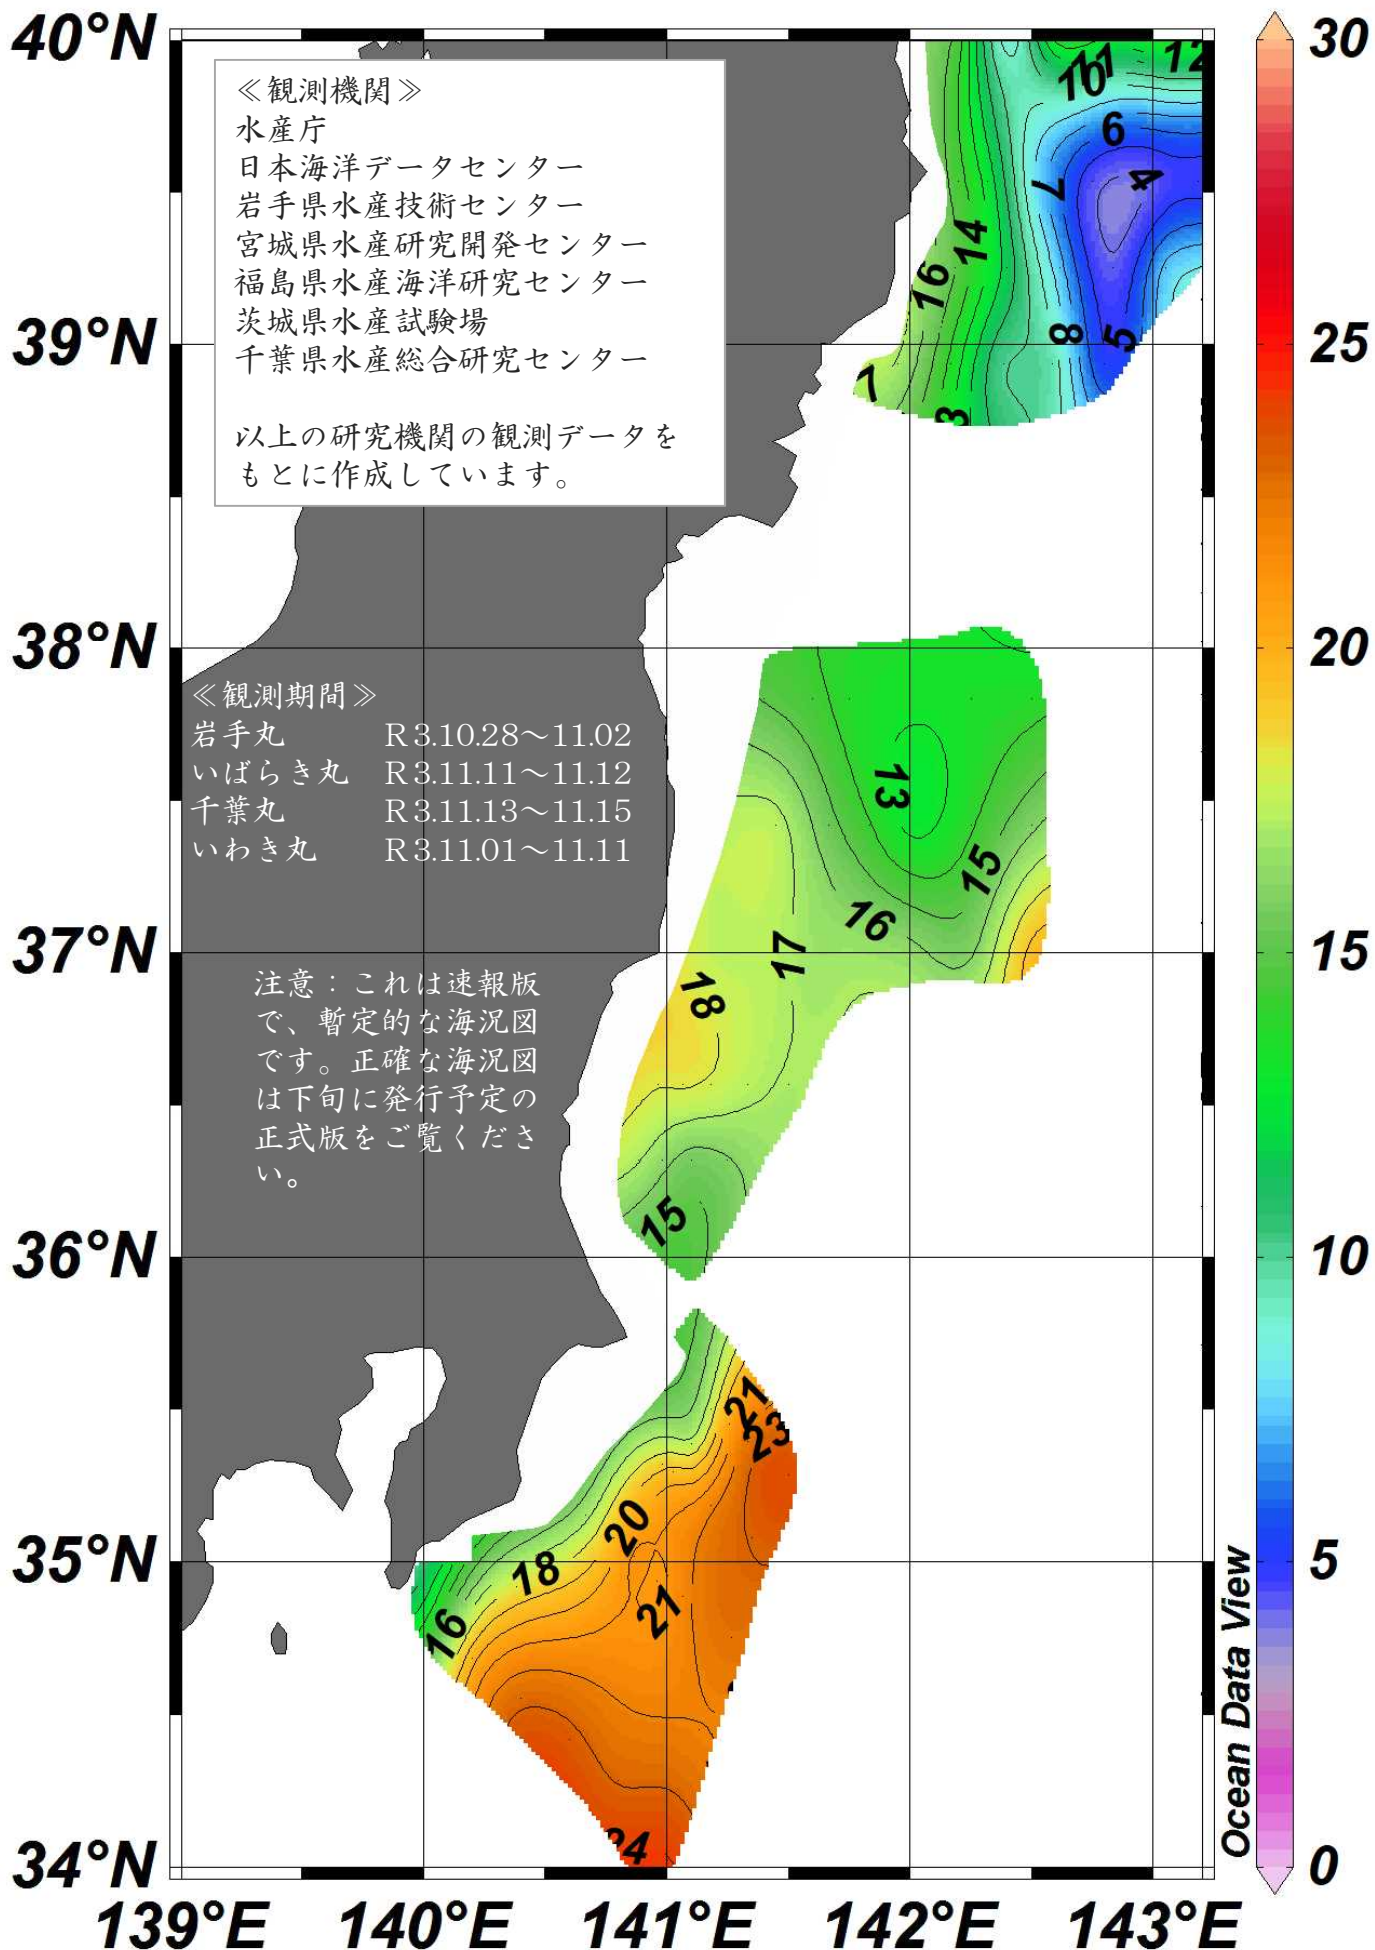 40°N
≪観測機関≫
水産庁
日本海洋データセンター
岩手県水産技術センター
宮城県水産研究開発センター
福島県水産海洋研究センター
茨城県水産試験場
千葉県水産総合研究センター
以上の研究機関の観測データを
もとに作成しています。
11
12
10
6
4
7
14
16
39°N
8
5
7
3
38°N
≪観測期間≫
岩手丸 R3.10.28～11.02
いばらき丸 R3.11.11～11.12
千葉丸 R3.11.13～11.15
いわき丸 R3.11.01～11.11
13
15
16
17
37°N
18
注意：これは速報版
で、暫定的な海況図
です。正確な海況図
は下旬に発行予定の
正式版をご覧くださ
い。
15
36°N
21
23
20
35°N
18
21
16
24
34°N
139°E
140°E
141°E
142°E
143°E
30
25
20
15
10
5
0
Ocean Data View